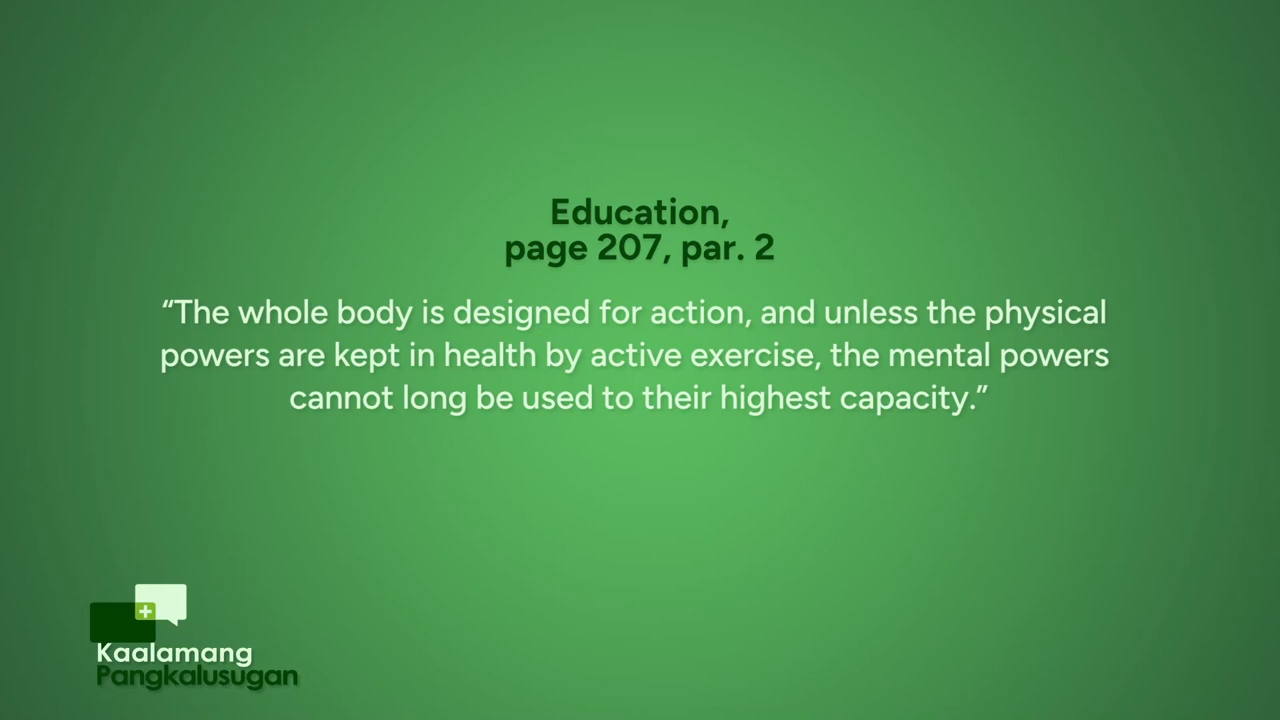 Education,
page 207, par. 2
“The whole body is designed for action, and unless the physical
powers are kept in health by active exercise, the mental powers
cannot long be used to their highest capacity.”
Kaalamang
Pangkalusugan